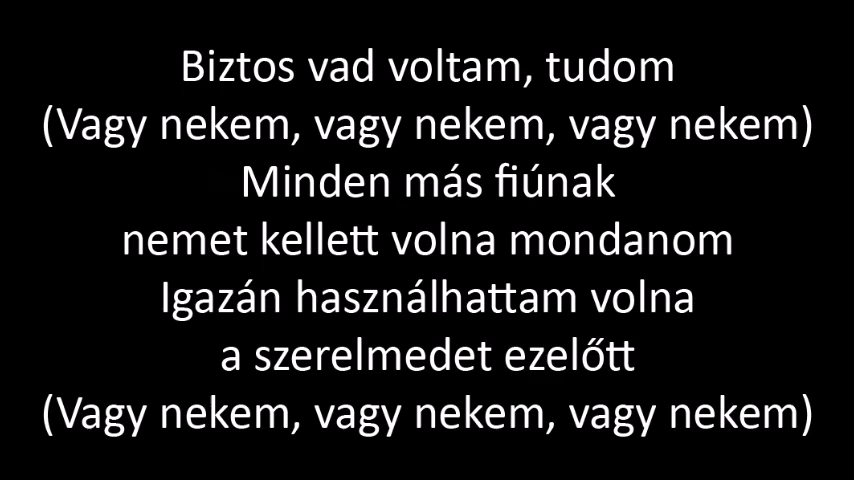 Biztos vad voltam, tudom
(Vagy nekem, vagy nekem, vagy nekem)
Minden más fiúnak
nemet kellett volna mondanom
Igazán használhattam volna
a szerelmedet ezelőtt
(Vagy nekem, vagy nekem, vagy nekem)